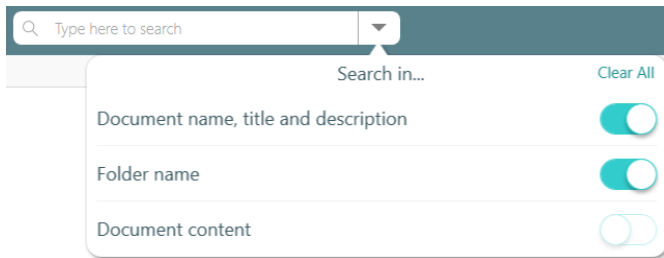 Type here to search
Search in...
Clear All
Document name, title and description
Folder name
Document content